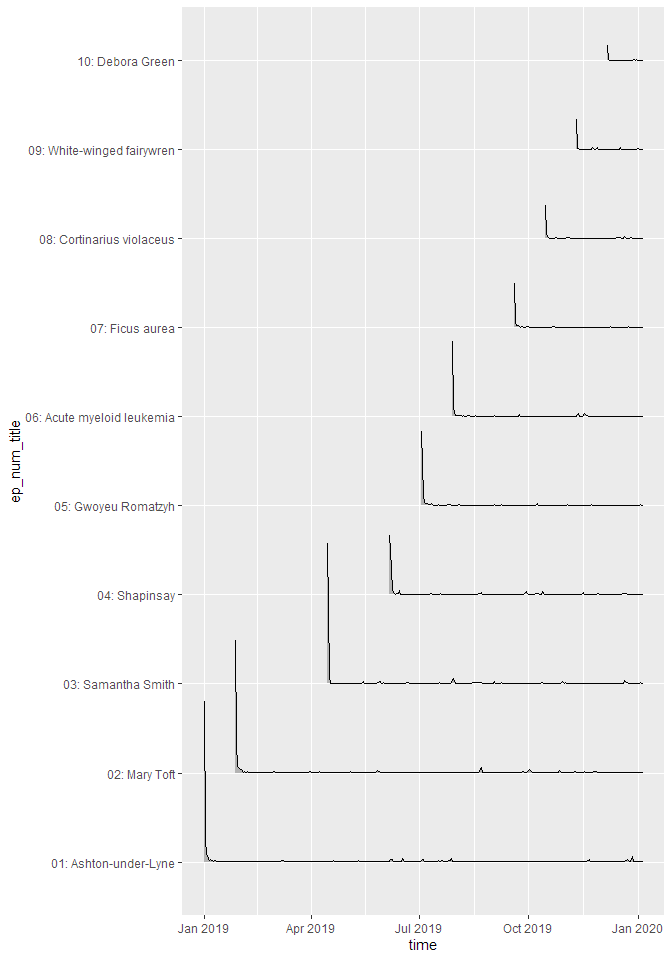 10: Debora Green
09: White-winged fairywren
08: Cortinarius violaceus
07: Ficus aurea
06: Acute myeloid leukemia
ep_num_title
05: Gwoyeu Romatzyh
04: Shapinsay
03: Samantha Smith
02: Mary Toft
01: Ashton-under-Lyne
Jan 2019 Apr 2019 Jul 2019 Oct 2019 Jan 2020
time